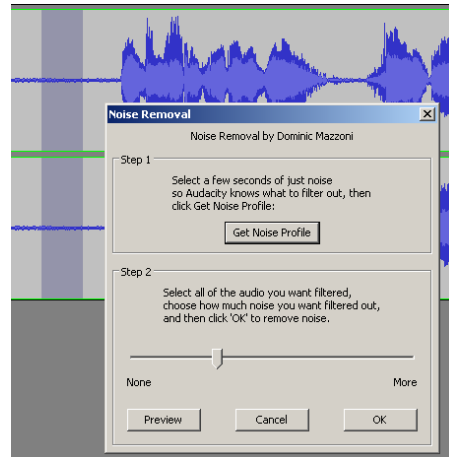 Noise Removal
Noise Removal by Dominic Mazzoni
Step 1
Select a few seconds of just noise
so Audacity knows what to filter out, then
click Get Noise Profile:
Get Noise Profile
Step 2
Select all of the audio you want filtered,
choose how much noise you want filtered out,
and then click 'OK' to remove noise.
None More
Preview Cancel OK